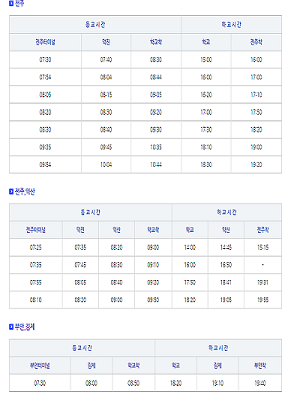 전주
등 교 시 간 하 교 시 간
전주터미널 덕진 학교착 학교 전주착
07:30 07:40 08:30 15:00 16:00
07:54 08:04 08:44 16:00 17:00
08:05 08:15 09:05 16:20 17:10
08:20 08:30 09:20 17:00 17:50
08:30 08:40 09:30 17:30 18:20
09:35 09:45 10:35 18:10 19:00
09:54 10:04 10:44 18:30 19:20
전주,익산
등 교 시 간 하 교 시 간
전주터미널 덕진 익산 학교착 학교 익산 전주착
07:25 07:35 08:20 09:00 14:00 14:45 15:15
07:35 07:45 08:30 09:10 16:00 16:50 -
07:55 08:05 08:40 09:20 17:50 18:41 19:31
08:10 08:20 09:00 09:50 18:20 19:05 19:55
부안,김제
등 교 시 간 하 교 시 간
부안터미널 김제 학교착 학교 김제 부안착
07:30 08:00 08:50 18:20 19:10 19:40